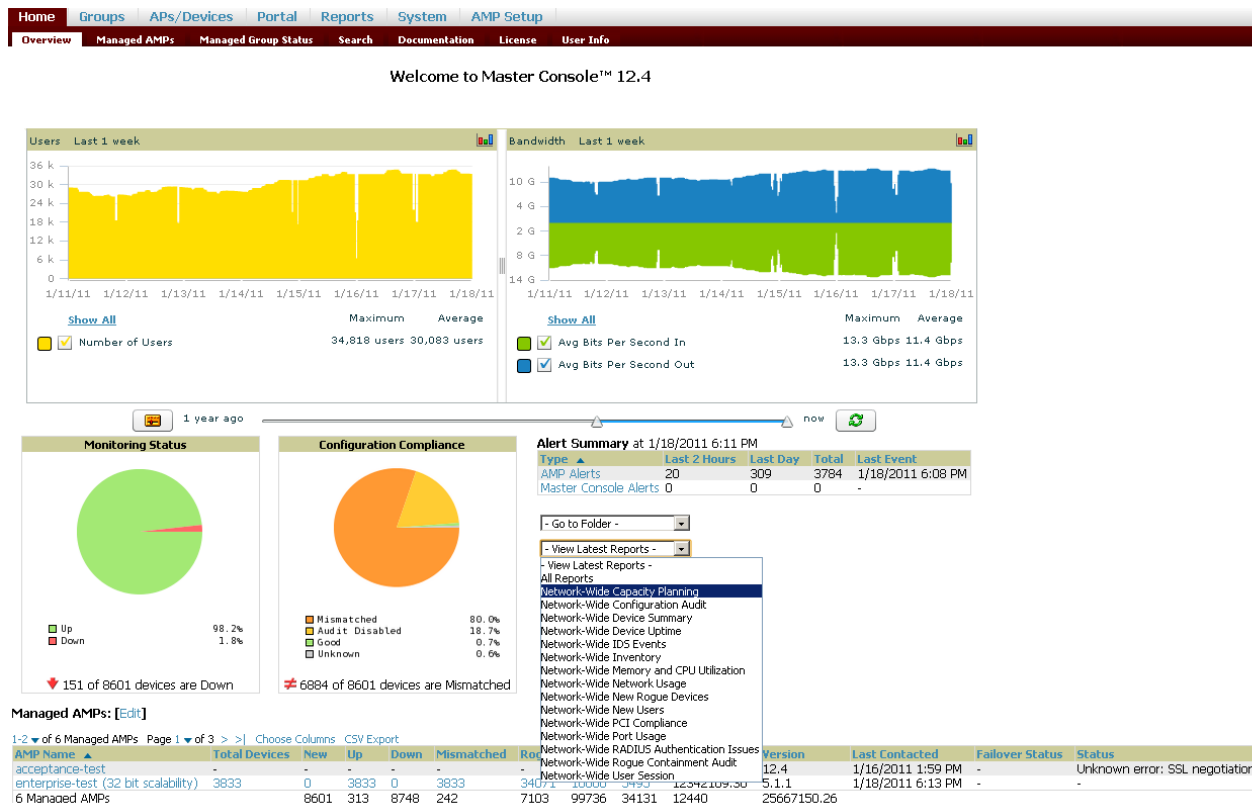 Home Groups APs/Devices Portal Reports System AMP Setup
Overview Managed AMPs Managed Group Status Search Documentation License User Info
Welcome to Master Console™ 12.4
Users Last 1 week
36 k
30 k
24 k
18 k
12 k
6 k
0
1/11/11 1/12/11 1/13/11 1/14/11 1/15/11 1/16/11 1/17/11 1/18/11
Show All Maximum Average
Number of Users 34,818 users 30,083 users
Bandwidth Last 1 week
10 G
4 G
2 G
8 G
14 G
1/11/11 1/12/11 1/13/11 1/14/11 1/15/11 1/16/11 1/17/11 1/18/11
Show All Maximum Average
Avg Bits Per Second In 13.3 Gbps 11.4 Gbps
Avg Bits Per Second Out 13.3 Gbps 11.4 Gbps
1 year ago now
Monitoring Status
Up 98.2%
Down 1.8%
151 of 8601 devices are Down
Configuration Compliance
Mismatched 80.0%
Audit Disabled 18.7%
Good 0.7%
Unknown 0.6%
≠ 6884 of 8601 devices are Mismatched
Alert Summary at 1/18/2011 6:11 PM
Type Last 2 Hours Last Day Total Last Event
AMP Alerts 20 309 3784 1/18/2011 6:08 PM
Master Console Alerts 0 0 0 -
- Go to Folder -
- View Latest Reports -
- View Latest Reports -
All Reports
Network-Wide Capacity Planning
Network-Wide Configuration Audit
Network-Wide Device Summary
Network-Wide Device Uptime
Network-Wide IDS Events
Network-Wide Inventory
Network-Wide Memory and CPU Utilization
Network-Wide Network Usage
Network-Wide New Rogue Devices
Network-Wide New Users
Network-Wide PCI Compliance
Network-Wide Port Usage
Network-Wide RADIUS Authentication Issues
Network-Wide Rogue Containment Audit
Network-Wide User Session
Managed AMPs: [Edit]
1-2 of 6 Managed AMPs Page 1 of 3 > >| Choose Columns CSV Export
AMP Name Total Devices New Up Down Mismatched Version Last Contacted Failover Status Status
acceptance-test - - - - - 12.4 1/16/2011 1:59 PM - Unknown error: SSL negotiation
enterprise-test (32 bit scalability) 3833 0 3833 0 3833 5.1.1 1/18/2011 6:13 PM - -
6 Managed AMPs 8601 313 8748 242 7103 99736 34131 12440 25667150.26